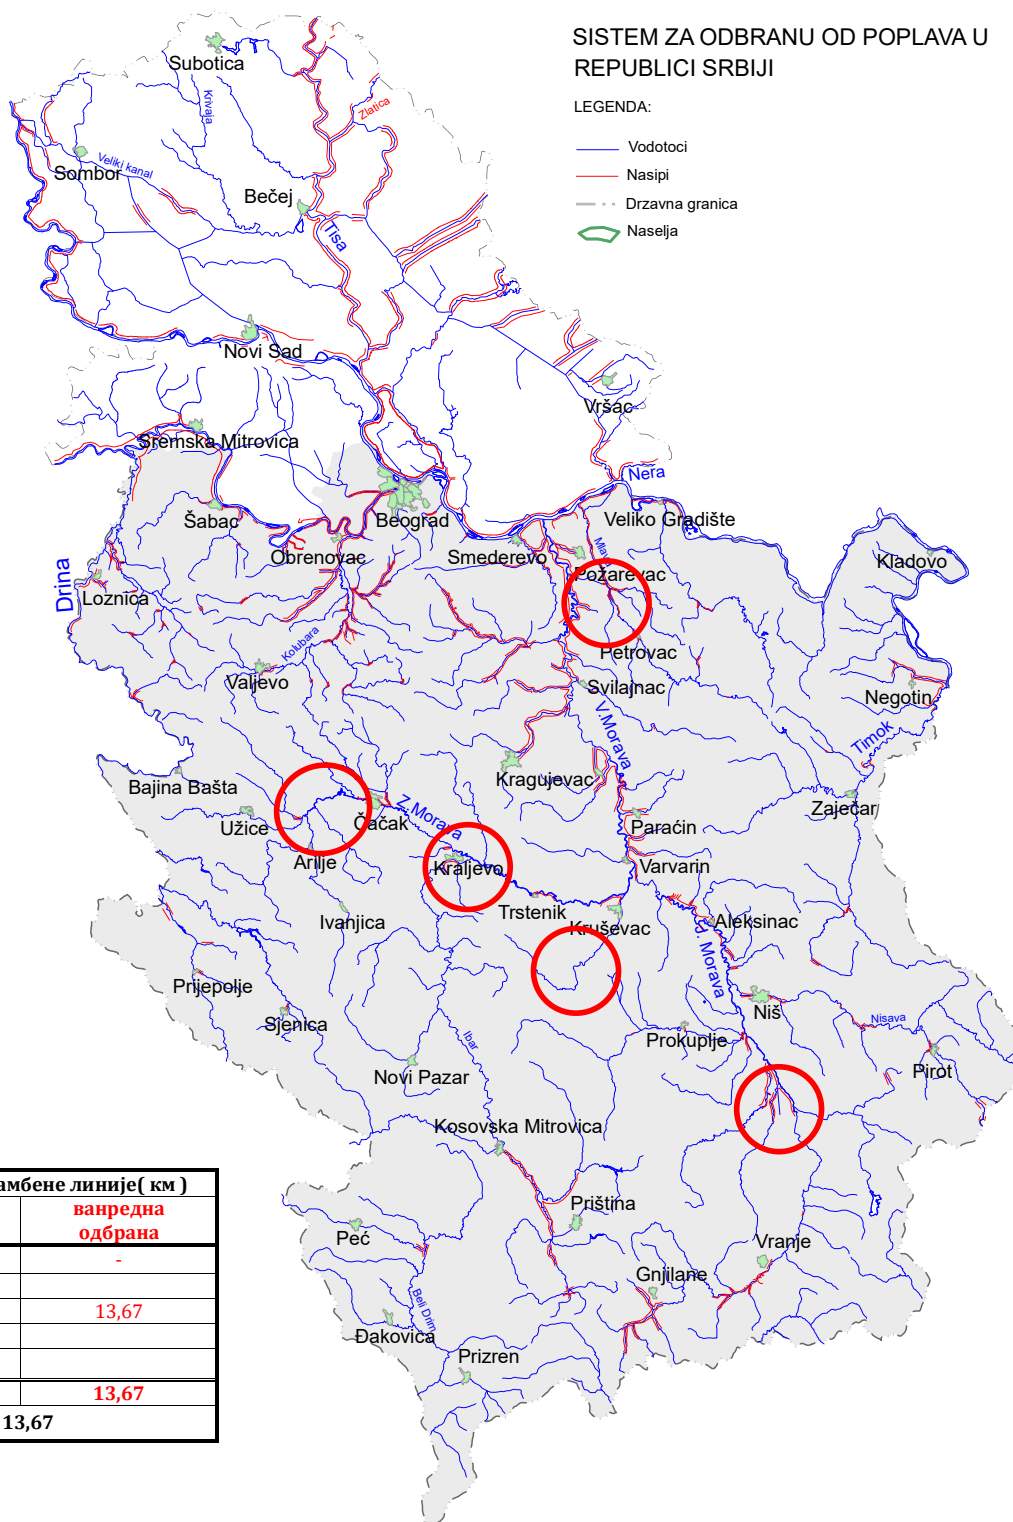 SISTEM ZA ODBRANU OD POPLAVA U
REPUBLICI SRBIJI
LEGENDA:
Vodotoci
Nasipi
Drzavna granica
Naselja
Subotica
Krivaja
Zlatica
Sombor
Veliki kanal
Bečej
Tisa
Novi Sad
Vršac
Sremska Mitrovica
Nera
Šabac
Beograd
Veliko Gradište
Obrenovac
Smederevo
Kladovo
Drina
Požarevac
Loznica
Kolubara
Petrovac
Valjevo
Svilajnac
Negotin
V.Morava
Timok
Bajina Bašta
Kragujevac
Zaječar
Užice
Čačak
Z.Morava
Paraćin
Arilje
Kraljevo
Varvarin
Trstenik
Ivanjica
Kruševac
Aleksinac
J. Morava
Prijepolje
Sjenica
Niš
Nisava
Ibar
Prokuplje
Novi Pazar
Pirot
Kosovska Mitrovica
Priština
Peć
Vranje
Gnjilane
Beli Drim
Đakovica
Prizren
амбене линије( км )
ванредна
одбрана
-
13,67
13,67
13,67